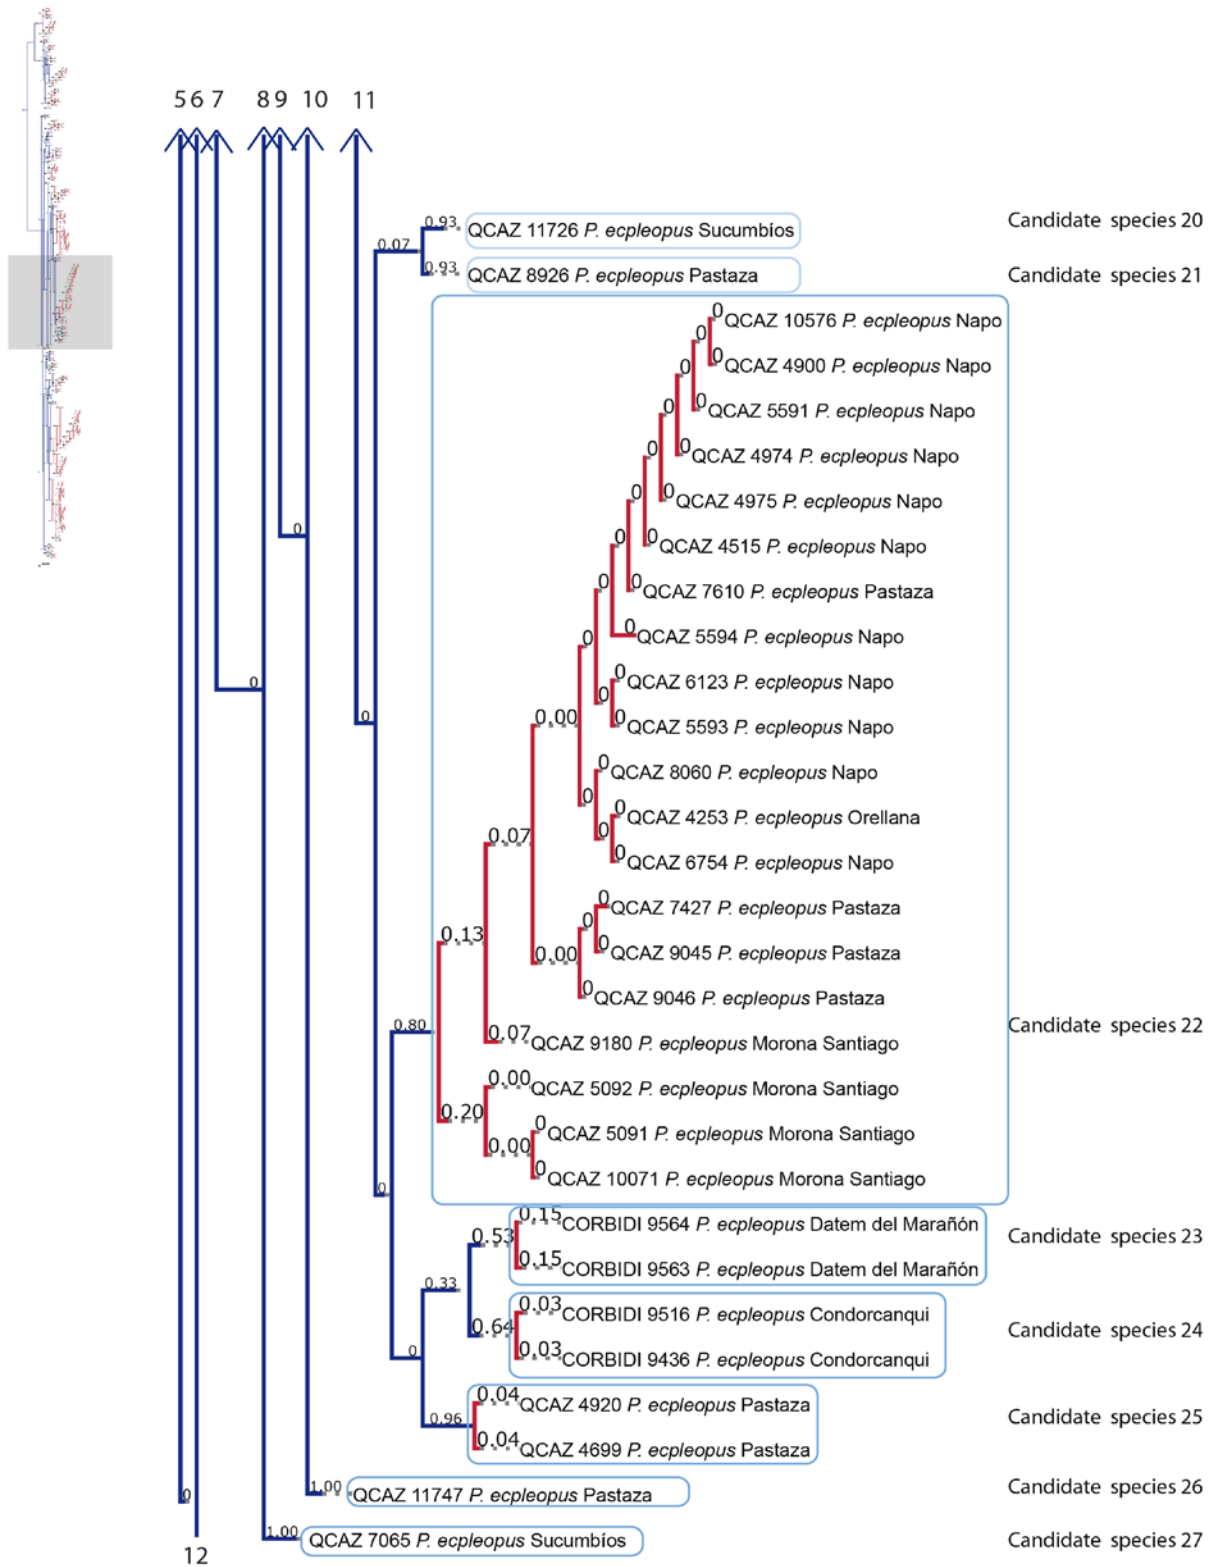 5 6 7 8 9 10 11
0.93 QCAZ 11726 P. ecpleopus Sucumbíos Candidate species 20
0.07
0.93 QCAZ 8926 P. ecpleopus Pastaza Candidate species 21
0 QCAZ 10576 P. ecpleopus Napo
0
0 QCAZ 4900 P. ecpleopus Napo
0
0 QCAZ 5591 P. ecpleopus Napo
0
0 QCAZ 4974 P. ecpleopus Napo
0
0 QCAZ 4975 P. ecpleopus Napo
0
0 0 QCAZ 4515 P. ecpleopus Napo
0
0 0 QCAZ 7610 P. ecpleopus Pastaza
0 QCAZ 5594 P. ecpleopus Napo
0
0 QCAZ 6123 P. ecpleopus Napo
0 0
0.00 0 QCAZ 5593 P. ecpleopus Napo
0
0 QCAZ 8060 P. ecpleopus Napo
0
0 QCAZ 4253 P. ecpleopus Orellana
0.07 0
0 QCAZ 6754 P. ecpleopus Napo
0 QCAZ 7427 P. ecpleopus Pastaza
0.13 0
0.00 0 QCAZ 9045 P. ecpleopus Pastaza
0 QCAZ 9046 P. ecpleopus Pastaza
0.80 Candidate species 22
0.07 QCAZ 9180 P. ecpleopus Morona Santiago
0.00 QCAZ 5092 P. ecpleopus Morona Santiago
0.20
0 QCAZ 5091 P. ecpleopus Morona Santiago
0.00
0 QCAZ 10071 P. ecpleopus Morona Santiago
0
0.15 CORBIDI 9564 P. ecpleopus Datem del Marañón
0.53 Candidate species 23
0.15 CORBIDI 9563 P. ecpleopus Datem del Marañón
0.33
0.03 CORBIDI 9516 P. ecpleopus Condorcanqui
0.64 Candidate species 24
0.03 CORBIDI 9436 P. ecpleopus Condorcanqui
0
0.04 QCAZ 4920 P. ecpleopus Pastaza
0.96 Candidate species 25
0.04 QCAZ 4699 P. ecpleopus Pastaza
0 1.00 QCAZ 11747 P. ecpleopus Pastaza Candidate species 26
1.00 QCAZ 7065 P. ecpleopus Sucumbíos Candidate species 27
12